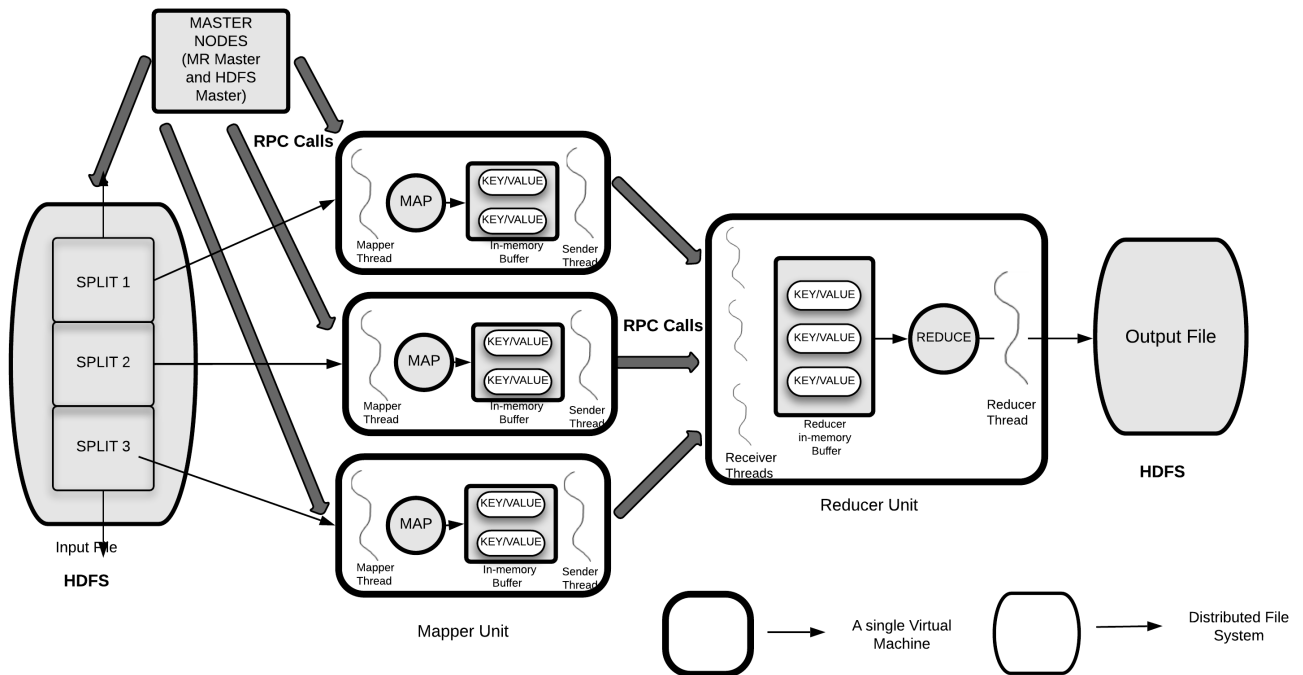 MASTER
NODES
(MR Master
and HDFS
Master)
RPC Calls
SPLIT 1
SPLIT 2
SPLIT 3
Input File
HDFS
MAP
KEY/VALUE
KEY/VALUE
Mapper
Thread
In-memory
Buffer
Sender
Thread
MAP
KEY/VALUE
KEY/VALUE
Mapper
Thread
In-memory
Buffer
Sender
Thread
MAP
KEY/VALUE
KEY/VALUE
Mapper
Thread
In-memory
Buffer
Sender
Thread
Mapper Unit
RPC Calls
KEY/VALUE
KEY/VALUE
KEY/VALUE
REDUCE
Receiver
Threads
Reducer
in-memory
Buffer
Reducer
Thread
Reducer Unit
Output File
HDFS
A single Virtual
Machine
Distributed File
System